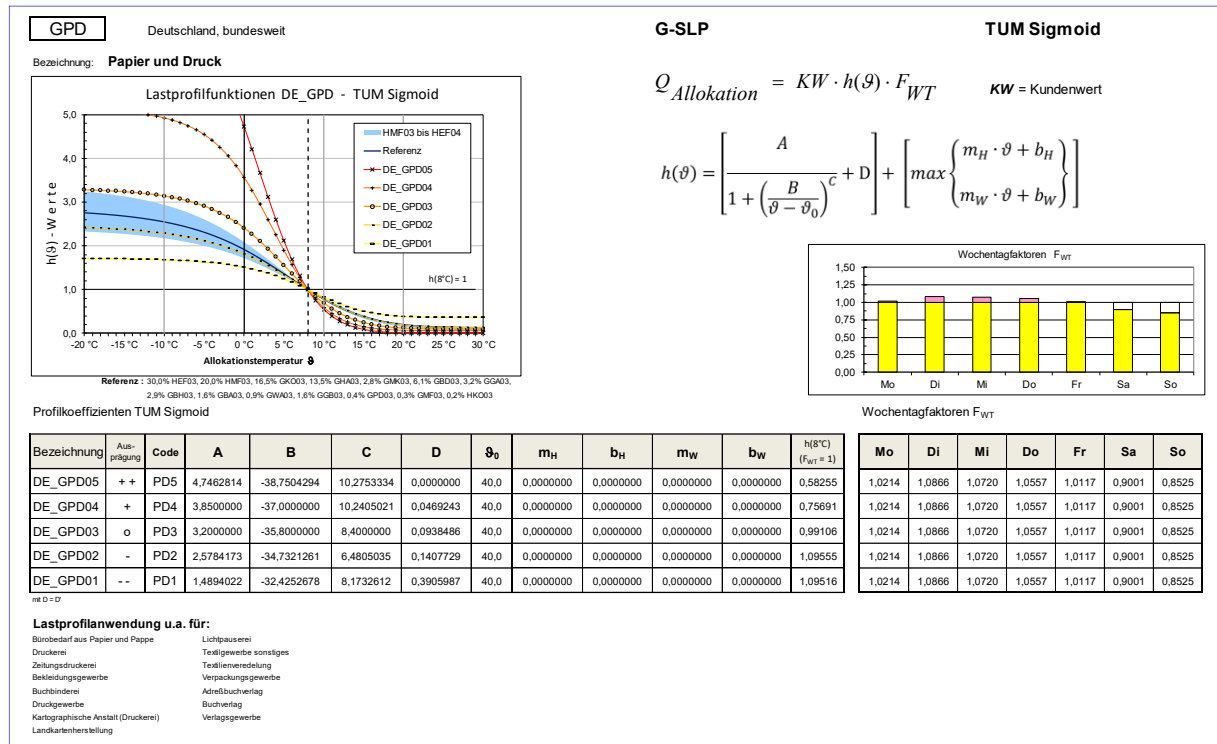 GPD
Deutschland, bundesweit
G-SLP
TUM Sigmoid
Bezeichnung: Papier und Druck
Lastprofilfunktionen DE_GPD - TUM Sigmoid
5,0
4,0
3,0
2,0
1,0
0,0
h(ϑ) - Werte
HMF03 bis HEF04
Referenz
DE_GPD05
DE_GPD04
DE_GPD03
DE_GPD02
DE_GPD01
h(8°C) = 1
-20 °C -15 °C -10 °C -5 °C 0 °C 5 °C 10 °C 15 °C 20 °C 25 °C 30 °C
Allokationstemperatur ϑ
Referenz : 30,0% HEF03, 20,0% HMF03, 16,5% GKO03, 13,5% GHA03, 2,8% GMK03, 6,1% GBD03, 3,2% GGA03,
2,9% GBH03, 1,6% GBA03, 0,9% GWA03, 1,6% GGB03, 0,4% GPD03, 0,3% GMF03, 0,2% HKO03
Q Allokation = KW · h(ϑ) · F WT
KW = Kundenwert
h(ϑ) = [ A / (1 + (B / (ϑ − ϑ0))^C) + D ] + [ max { mH · ϑ + bH
mW · ϑ + bW } ]
Wochentagfaktoren FWT
1,50
1,25
1,00
0,75
0,50
0,25
0,00
Mo Di Mi Do Fr Sa So
Profilkoeffizienten TUM Sigmoid
Bezeichnung Aus-prägung Code A B C D ϑ0 mH bH mW bW h(8°C) (FWT = 1)
DE_GPD05 + + PD5 4,7462814 -38,7504294 10,2753334 0,0000000 40,0 0,0000000 0,0000000 0,0000000 0,0000000 0,58255
DE_GPD04 + PD4 3,8500000 -37,0000000 10,2405021 0,0469243 40,0 0,0000000 0,0000000 0,0000000 0,0000000 0,75691
DE_GPD03 o PD3 3,2000000 -35,8000000 8,4000000 0,0938486 40,0 0,0000000 0,0000000 0,0000000 0,0000000 0,99106
DE_GPD02 - PD2 2,5784173 -34,7321261 6,4805035 0,1407729 40,0 0,0000000 0,0000000 0,0000000 0,0000000 1,09555
DE_GPD01 - - PD1 1,4894022 -32,4252678 8,1732612 0,3905987 40,0 0,0000000 0,0000000 0,0000000 0,0000000 1,09516
mit D = D'
Wochentagfaktoren FWT
Mo Di Mi Do Fr Sa So
1,0214 1,0866 1,0720 1,0557 1,0117 0,9001 0,8525
1,0214 1,0866 1,0720 1,0557 1,0117 0,9001 0,8525
1,0214 1,0866 1,0720 1,0557 1,0117 0,9001 0,8525
1,0214 1,0866 1,0720 1,0557 1,0117 0,9001 0,8525
1,0214 1,0866 1,0720 1,0557 1,0117 0,9001 0,8525
Lastprofilanwendung u.a. für:
Bürobedarf aus Papier und Pappe
Druckerei
Zeitungsdruckerei
Bekleidungsgewerbe
Buchbinderei
Druckgewerbe
Kartographische Anstalt (Druckerei)
Landkartenherstellung
Lichtpauserei
Textilgewerbe sonstiges
Textilienveredelung
Verpackungsgewerbe
Adreßbuchverlag
Buchverlag
Verlagsgewerbe